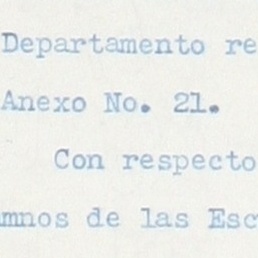 Departamento re
Anexo No. 21.
Con respecto
mnos de las Esc